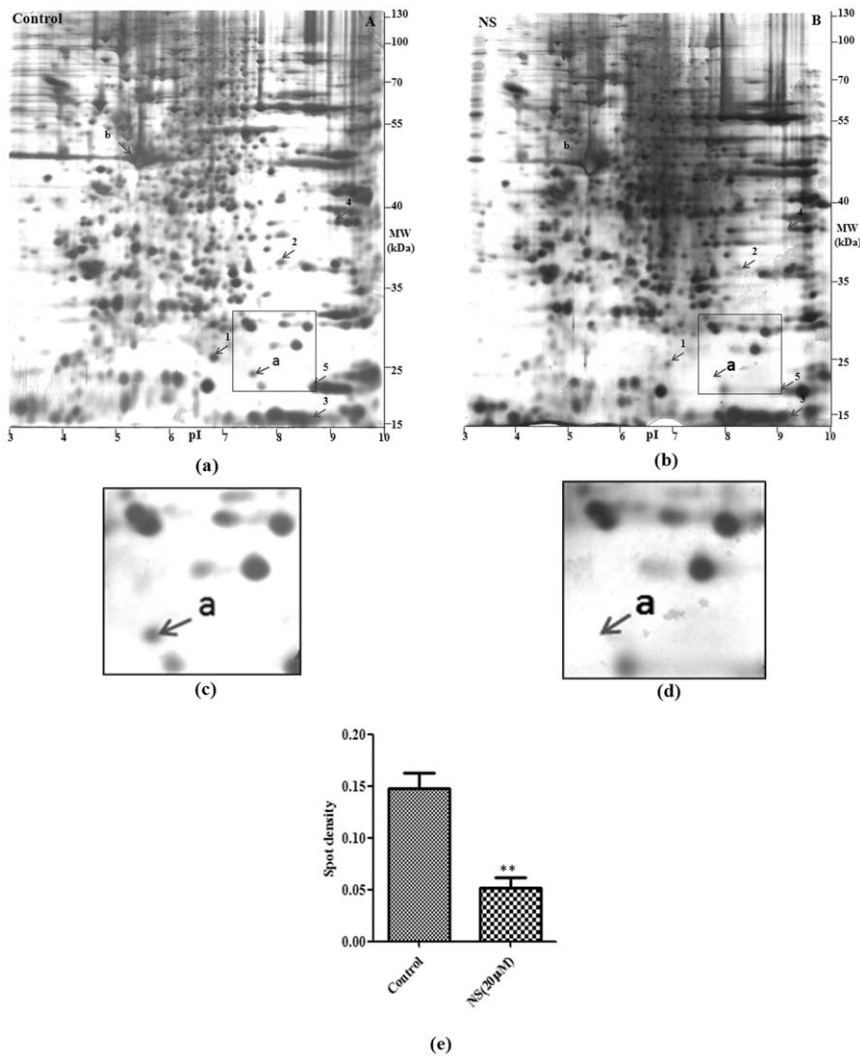 Control A
130
100
70
55
b
4
40
MW
(kDa)
2
35
1
a
25
5
3
15
3 4 5 6 pI 7 8 9 10
(a)
NS B
130
100
70
55
b
40
4
MW
(kDa)
2
35
1
a
25
5
3
15
3 4 5 6 pI 7 8 9 10
(b)
a
(c)
a
(d)
0.20
0.15
0.10
0.05
0.00
Spot density
**
Control
NS(20µM)
(e)